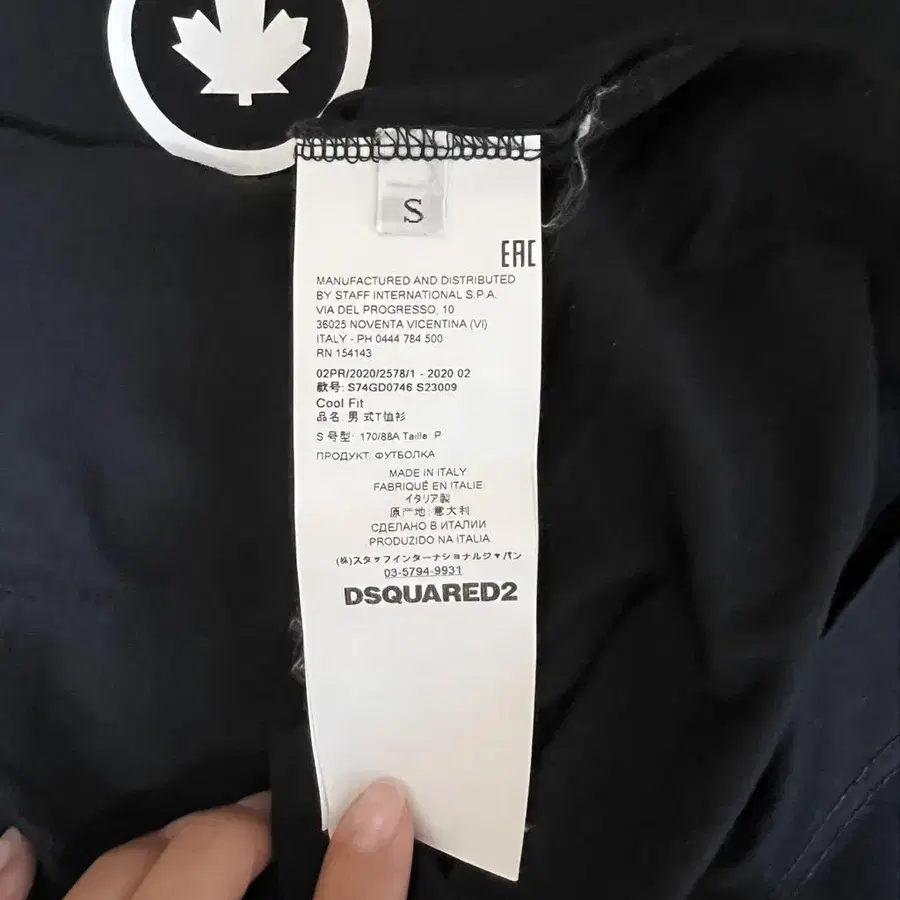 S
EAC
MANUFACTURED AND DISTRIBUTED
BY STAFF INTERNATIONAL S.P.A.
VIA DEL PROGRESSO, 10
36025 NOVENTA VICENTINA (VI)
ITALY - PH 0444 784 500
RN 154143
02PR/2020/2578/1 - 2020 02
款号: S74GD0746 S23009
Cool Fit
品名: 男式T恤衫
S 号型: 170/88A Taille: P
ПРОДУКТ: ФУТБОЛКА
MADE IN ITALY
FABRIQUÉ EN ITALIE
イタリア製
原产地:意大利
СДЕЛАНО В ИТАЛИИ
PRODUZIDO NA ITALIA
(株)スタッフインターナショナルジャパン
03-5794-9931
DSQUARED2